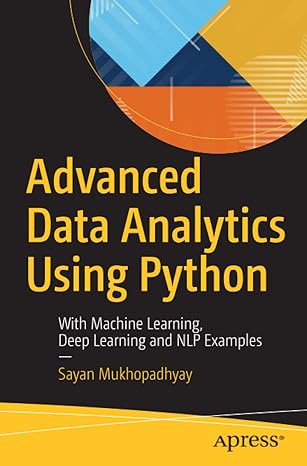 Advanced
Data Analytics
Using Python
With Machine Learning,
Deep Learning and NLP Examples
—
Sayan Mukhopadhyay
Apress®